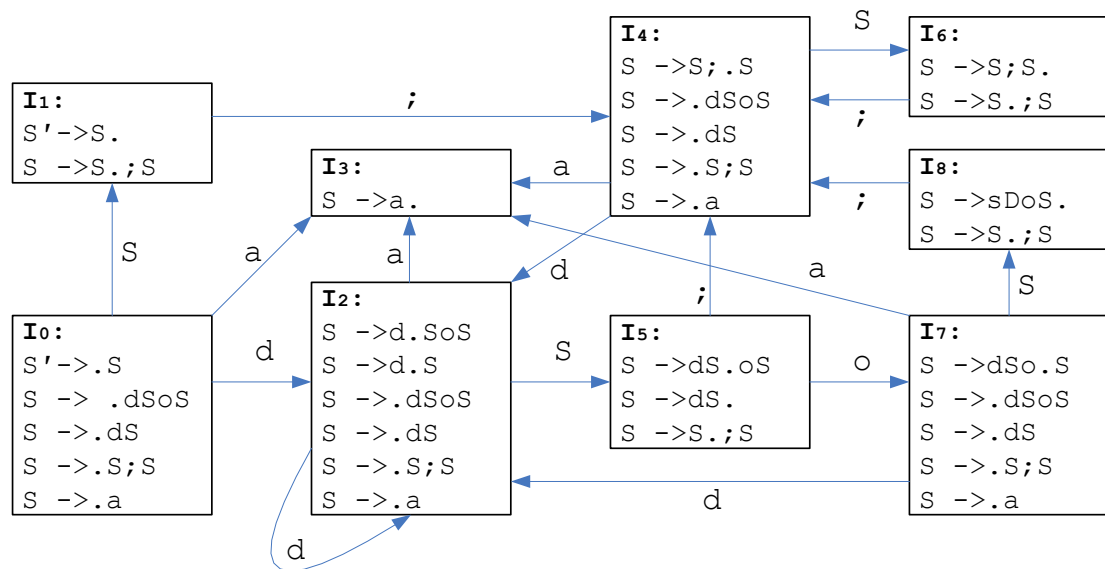 I4:
S ->S;.S
S ->.dSoS
S ->.dS
S ->.S;S
S ->.a
S
I6:
S ->S;S.
S ->S.;S
;
I1:
S'->S.
S ->S.;S
;
I3:
S ->a.
a
I8:
S ->sDoS.
S ->S.;S
;
S
a
a
d
;
a
S
I0:
S'->.S
S -> .dSoS
S ->.dS
S ->.S;S
S ->.a
d
I2:
S ->d.SoS
S ->d.S
S ->.dSoS
S ->.dS
S ->.S;S
S ->.a
d
S
I5:
S ->dS.oS
S ->dS.
S ->S.;S
o
I7:
S ->dSo.S
S ->.dSoS
S ->.dS
S ->.S;S
S ->.a
d